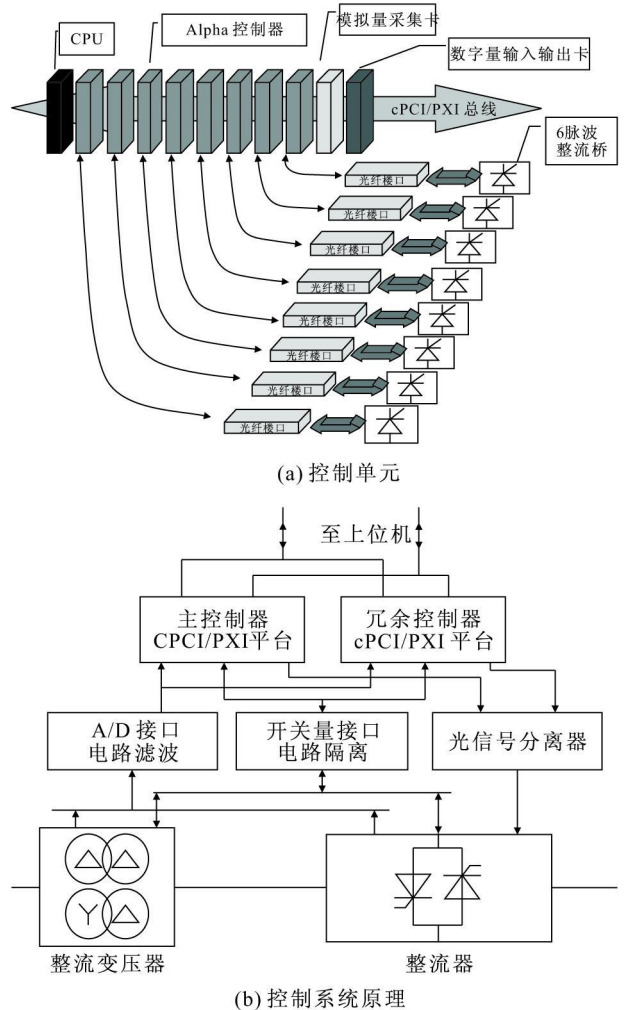 CPU
Alpha 控制器
模拟量采集卡
数字量输入输出卡
cPCI/PXI 总线
6脉波
整流桥
光纤楼口
光纤楼口
光纤楼口
光纤楼口
光纤楼口
光纤楼口
光纤楼口
光纤楼口
(a) 控制单元
至上位机
主控制器
CPCI/PXI平台
冗余控制器
cPCI/PXI 平台
A/D 接口
电路滤波
开关量接口
电路隔离
光信号分离器
整流变压器
整流器
(b) 控制系统原理